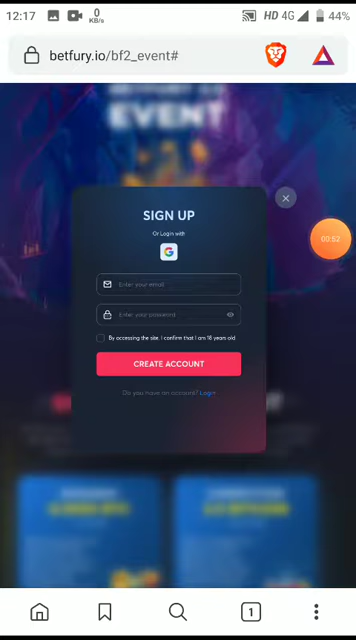 12:17
0
KB/s
HD 4G
44%
betfury.io/bf2_event#
EVENT
SIGN UP
Or Login with
Enter your email
Enter your password
By accessing the site, I confirm that I am 18 years old
CREATE ACCOUNT
Do you have an account? Login
00:52
1